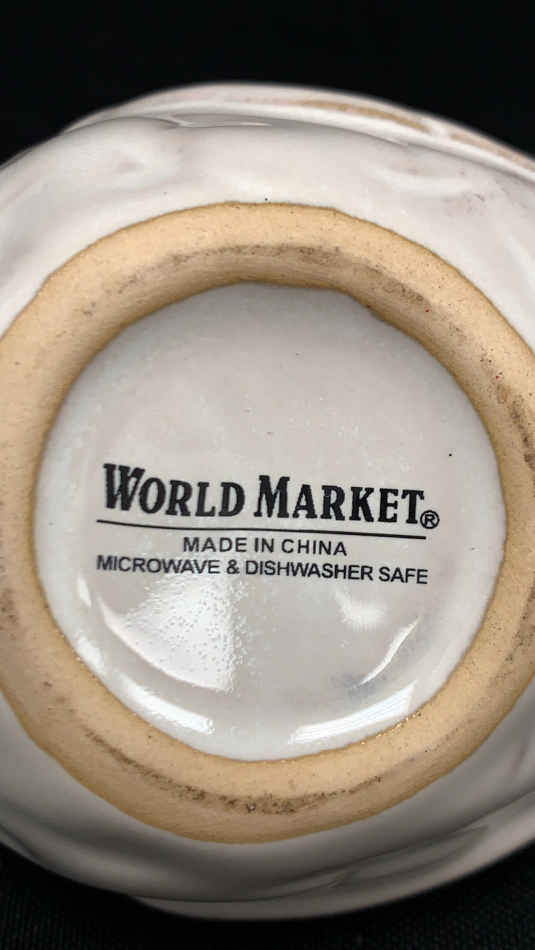 WORLD MARKET®
MADE IN CHINA
MICROWAVE & DISHWASHER SAFE